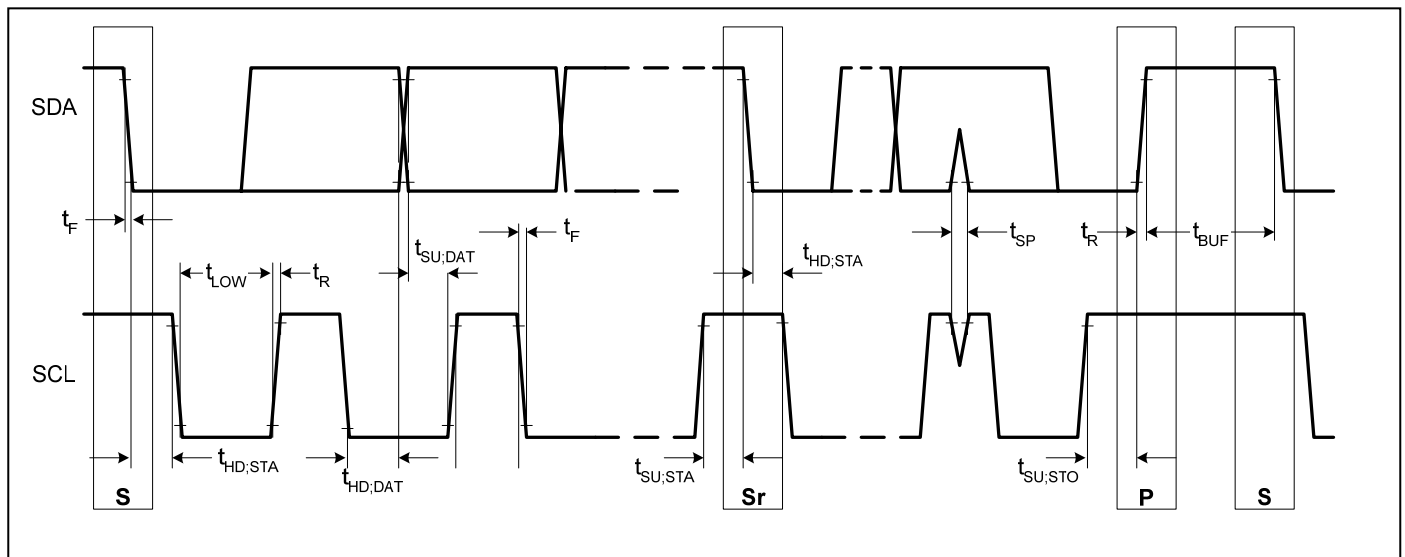 SDA
tF
tLOW
tR
tSU;DAT
tF
tHD;STA
tSP
tR
tBUF
SCL
tHD;STA
tHD;DAT
tSU;STA
tSU;STO
S
Sr
P
S